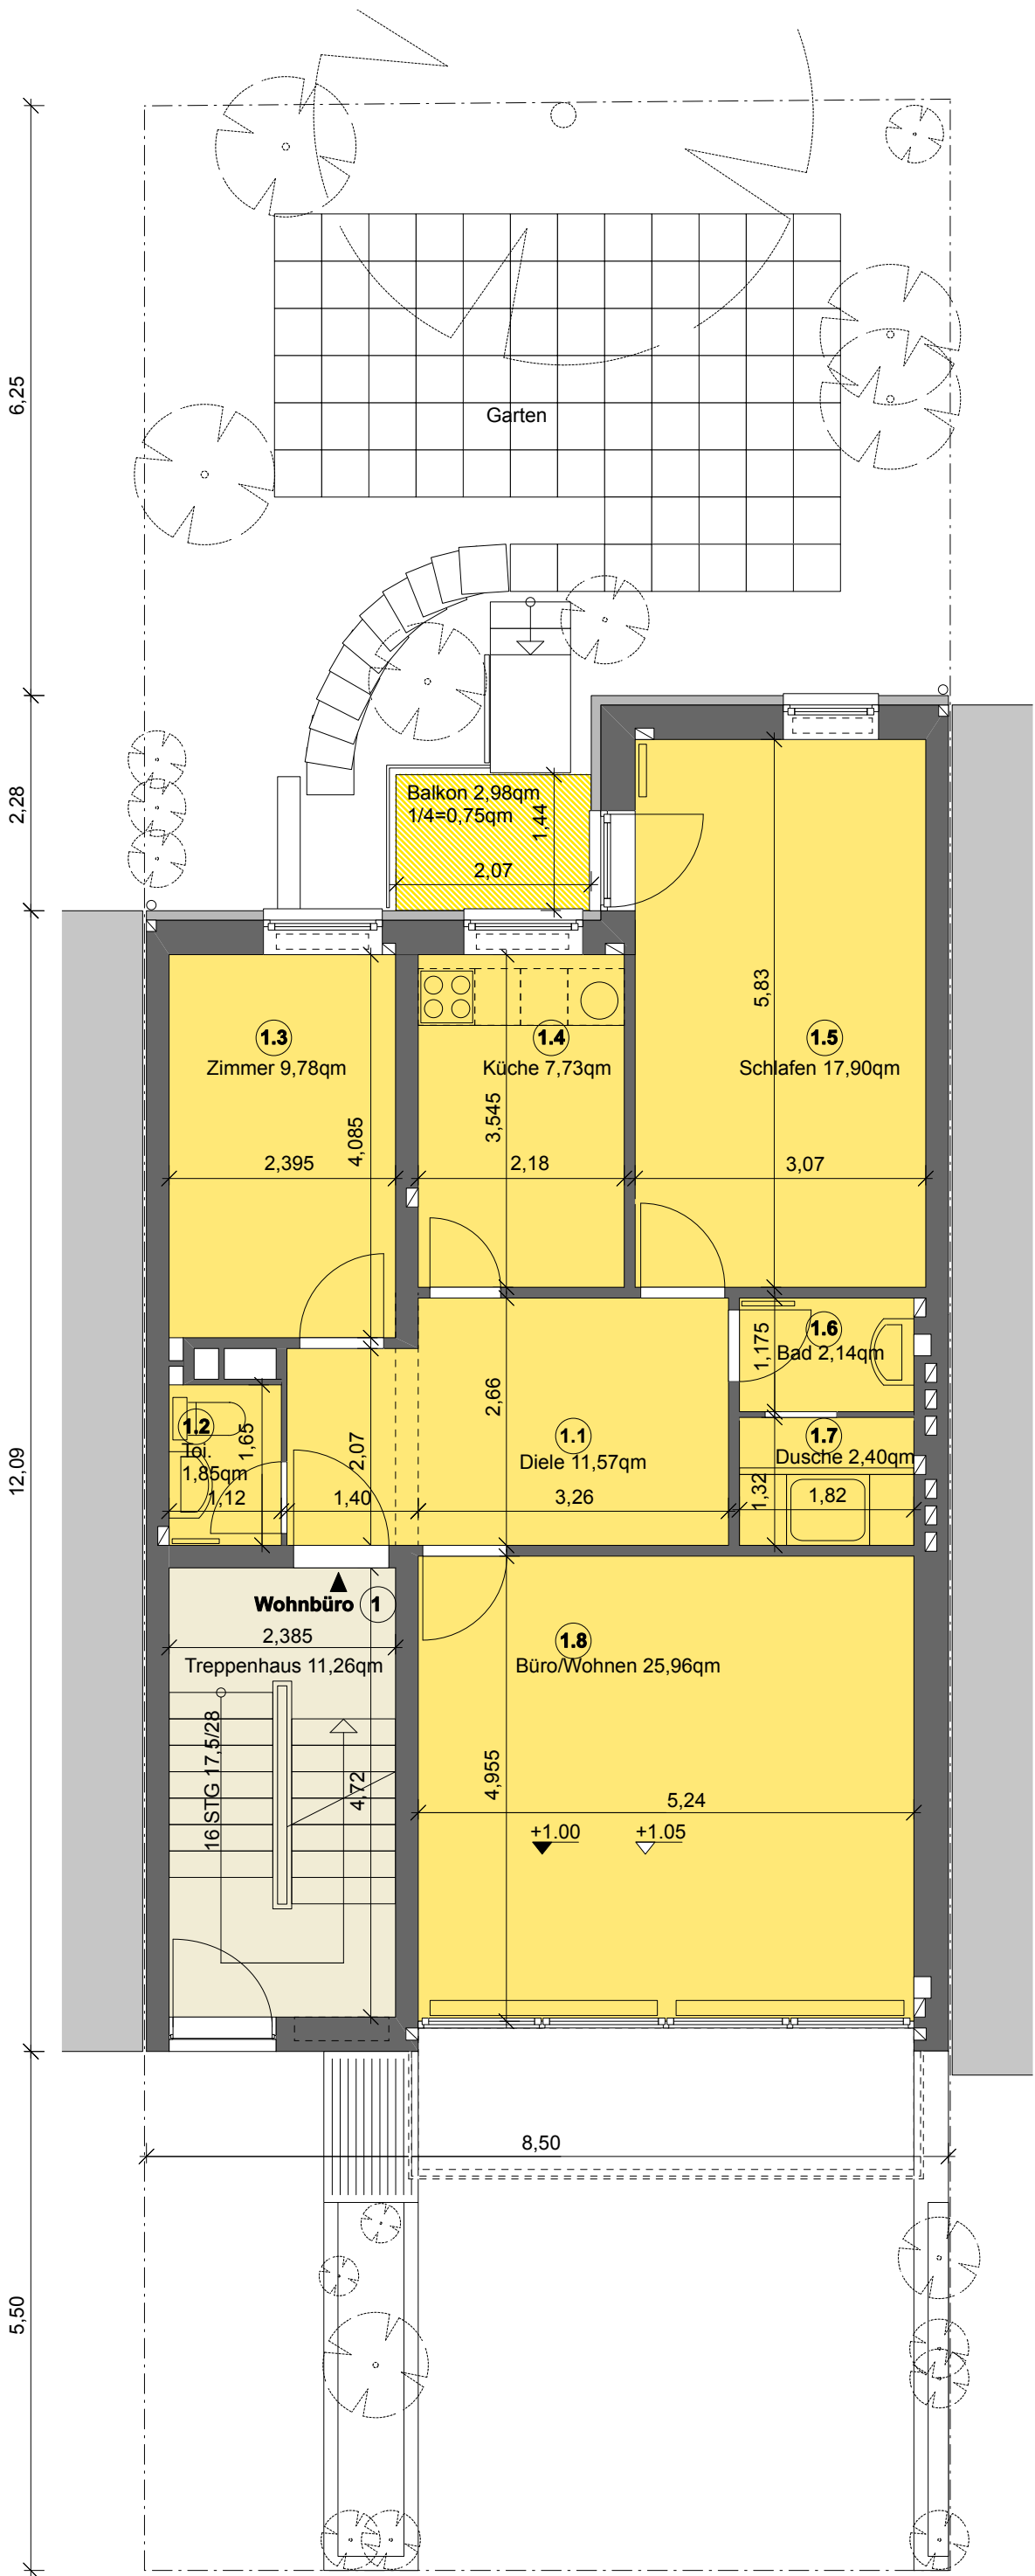 6,25
Garten
2,28
Balkon 2,98qm
1/4=0,75qm
1,44
2,07
5,83
1.3
Zimmer 9,78qm
1.4
Küche 7,73qm
1.5
Schlafen 17,90qm
4,085
3,545
2,395
2,18
3,07
1.6
Bad 2,14qm
1,175
2,66
12,09
1.2
Toi.
1,85qm
1,65
1,12
2,07
1,40
1.1
Diele 11,57qm
3,26
1.7
Dusche 2,40qm
1,32
1,82
Wohnbüro 1
2,385
Treppenhaus 11,26qm
1.8
Büro/Wohnen 25,96qm
16 STG 17,5/28
4,72
4,955
5,24
+1.00
+1.05
8,50
5,50